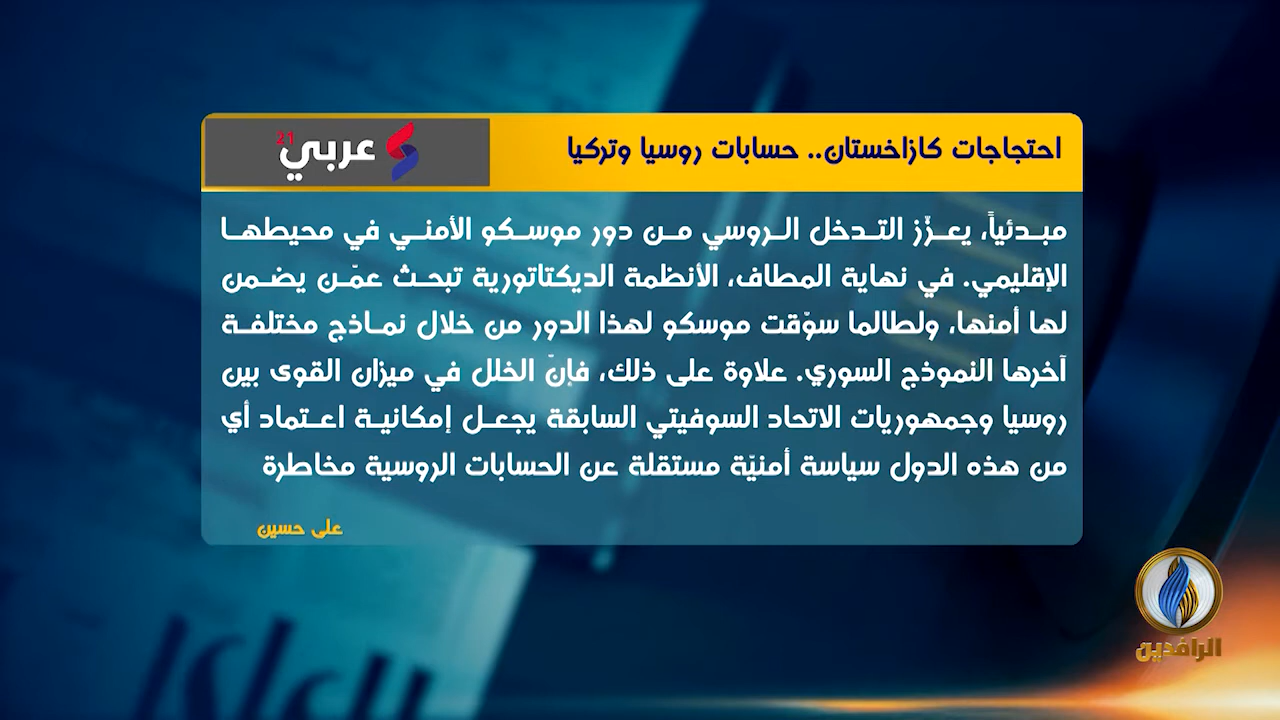 احتجاجات كازاخستان.. حسابات روسيا وتركيا
عربي 21
مبدئياً، يعزّز التدخل الروسي من دور موسكو الأمني في محيطها
الإقليمي. في نهاية المطاف، الأنظمة الديكتاتورية تبحث عمّن يضمن
لها أمنها، ولطالما سوّقت موسكو لهذا الدور من خلال نماذج مختلفة
آخرها النموذج السوري. علاوة على ذلك، فإنّ الخلل في ميزان القوى بين
روسيا وجمهوريات الاتحاد السوفيتي السابقة يجعل إمكانية اعتماد أي
من هذه الدول سياسة أمنيّة مستقلة عن الحسابات الروسية مخاطرة
على حسين
الرافدين